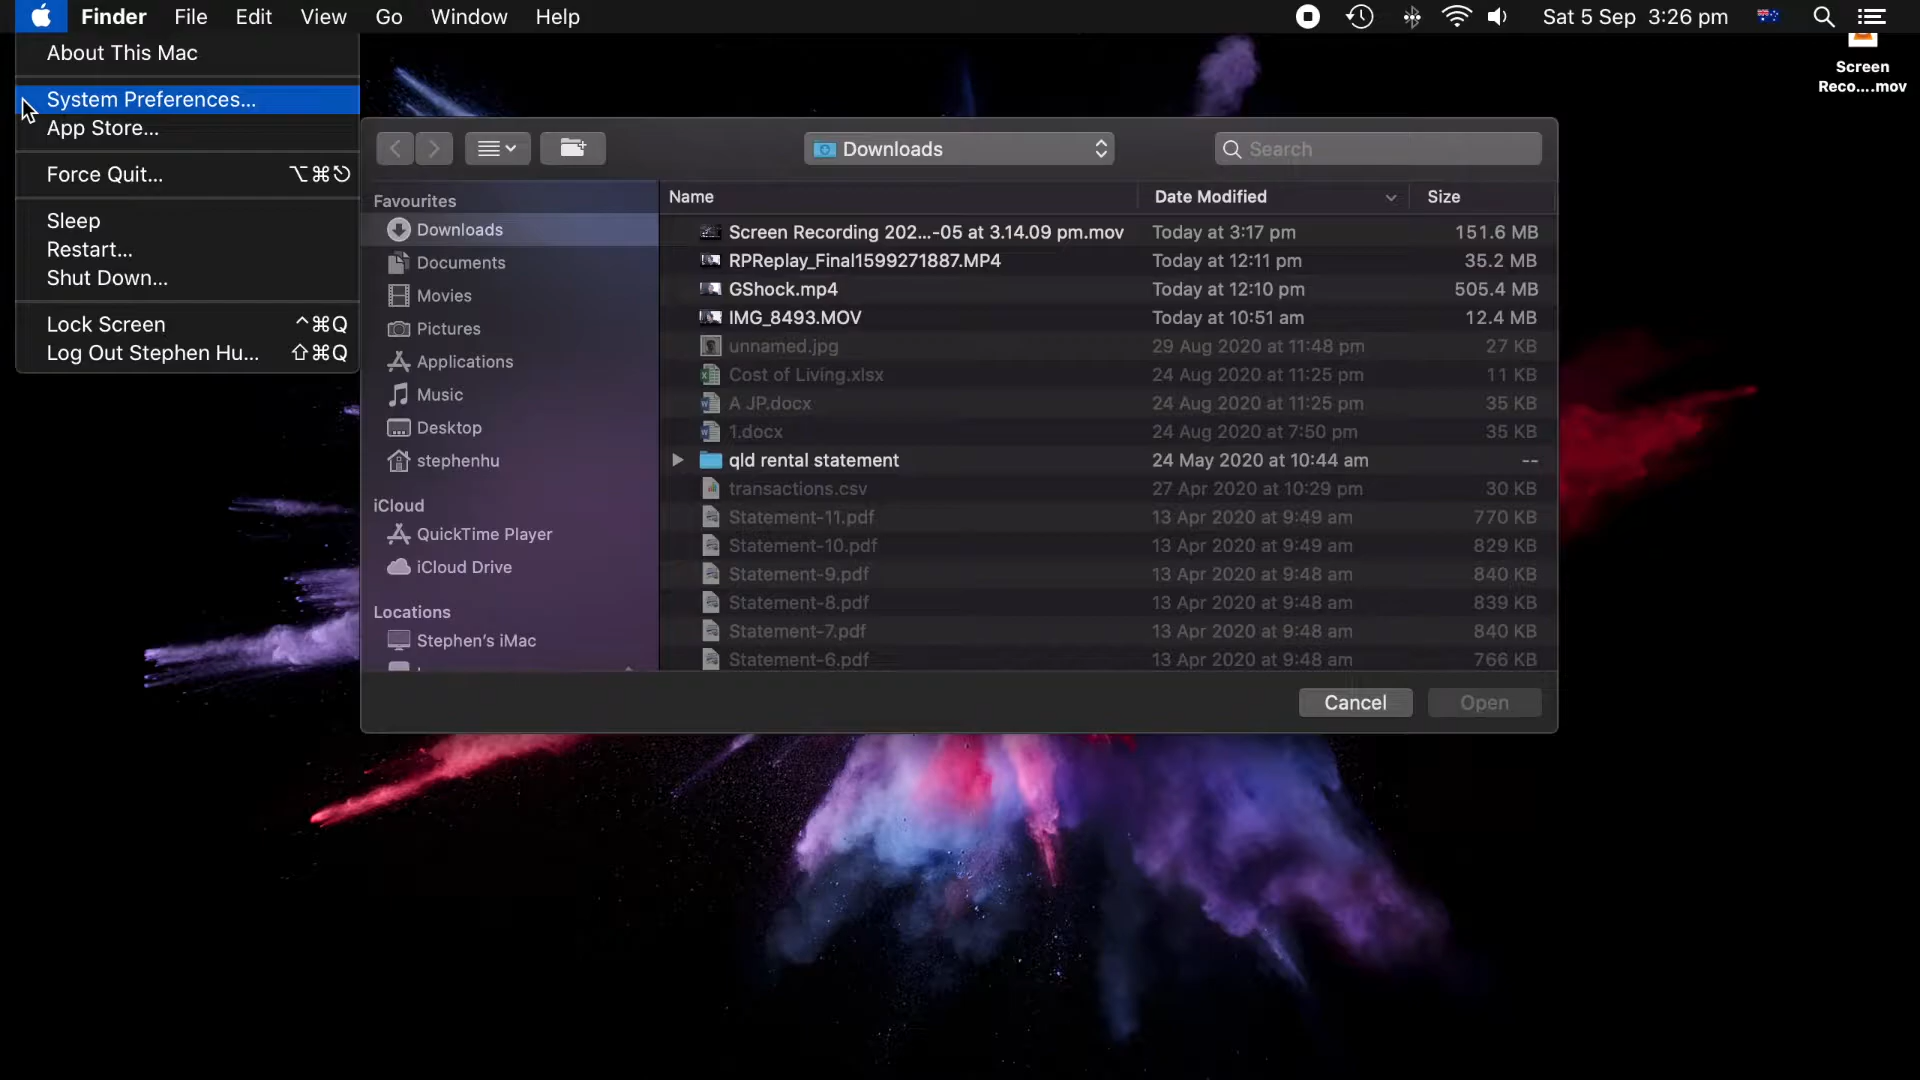 Finder File Edit View Go Window Help Sat 5 Sep 3:26 pm
About This Mac
System Preferences...
App Store...
Force Quit... ⌥⌘⎋
Sleep
Restart...
Shut Down...
Lock Screen ^⌘Q
Log Out Stephen Hu... ⇧⌘Q
Screen
Reco....mov
Downloads
Search
Favourites
Downloads
Documents
Movies
Pictures
Applications
Music
Desktop
stephenhu
iCloud
QuickTime Player
iCloud Drive
Locations
Stephen's iMac
Name Date Modified Size
Screen Recording 202...-05 at 3.14.09 pm.mov Today at 3:17 pm 151.6 MB
RPReplay_Final1599271887.MP4 Today at 12:11 pm 35.2 MB
GShock.mp4 Today at 12:10 pm 505.4 MB
IMG_8493.MOV Today at 10:51 am 12.4 MB
unnamed.jpg 29 Aug 2020 at 11:48 pm 27 KB
Cost of Living.xlsx 24 Aug 2020 at 11:25 pm 11 KB
A JP.docx 24 Aug 2020 at 11:25 pm 35 KB
1.docx 24 Aug 2020 at 7:50 pm 35 KB
qld rental statement 24 May 2020 at 10:44 am --
transactions.csv 27 Apr 2020 at 10:29 pm 30 KB
Statement-11.pdf 13 Apr 2020 at 9:49 am 770 KB
Statement-10.pdf 13 Apr 2020 at 9:49 am 829 KB
Statement-9.pdf 13 Apr 2020 at 9:48 am 840 KB
Statement-8.pdf 13 Apr 2020 at 9:48 am 839 KB
Statement-7.pdf 13 Apr 2020 at 9:48 am 840 KB
Statement-6.pdf 13 Apr 2020 at 9:48 am 766 KB
Cancel Open